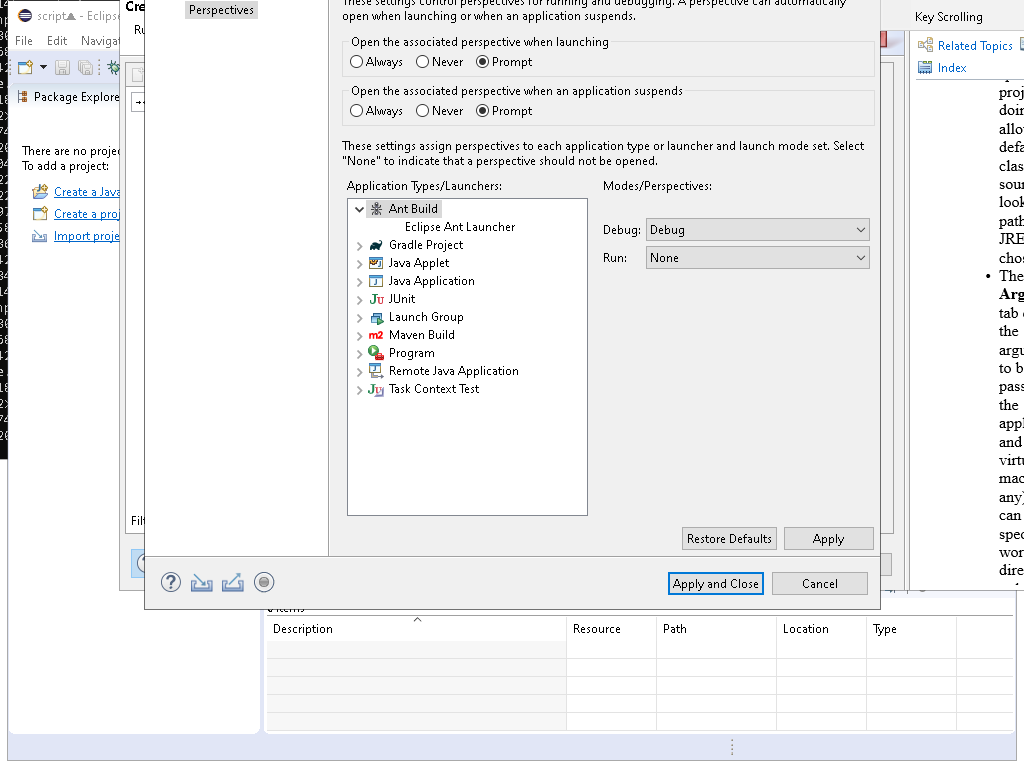 script▲ - Eclipse
File Edit Navigat
Package Explore
There are no projec
To add a project:
Create a Java
Create a proj
Import proje
Cre
Ru
Filt
Perspectives
These settings control perspectives for running and debugging. A perspective can automatically
open when launching or when an application suspends.
Open the associated perspective when launching
Always Never Prompt
Open the associated perspective when an application suspends
Always Never Prompt
These settings assign perspectives to each application type or launcher and launch mode set. Select
"None" to indicate that a perspective should not be opened.
Application Types/Launchers:
Modes/Perspectives:
Ant Build
Eclipse Ant Launcher
Gradle Project
Java Applet
Java Application
JUnit
Launch Group
Maven Build
Program
Remote Java Application
Task Context Test
Debug: Debug
Run: None
Restore Defaults Apply
Apply and Close Cancel
Key Scrolling
Related Topics
Index
proj
doin
allo
defa
clas
sour
look
path
JRE
chos
• The
Arg
tab
the
argu
to b
pass
the
appl
and
virtu
mac
any)
can
spec
wor
dire
Description Resource Path Location Type